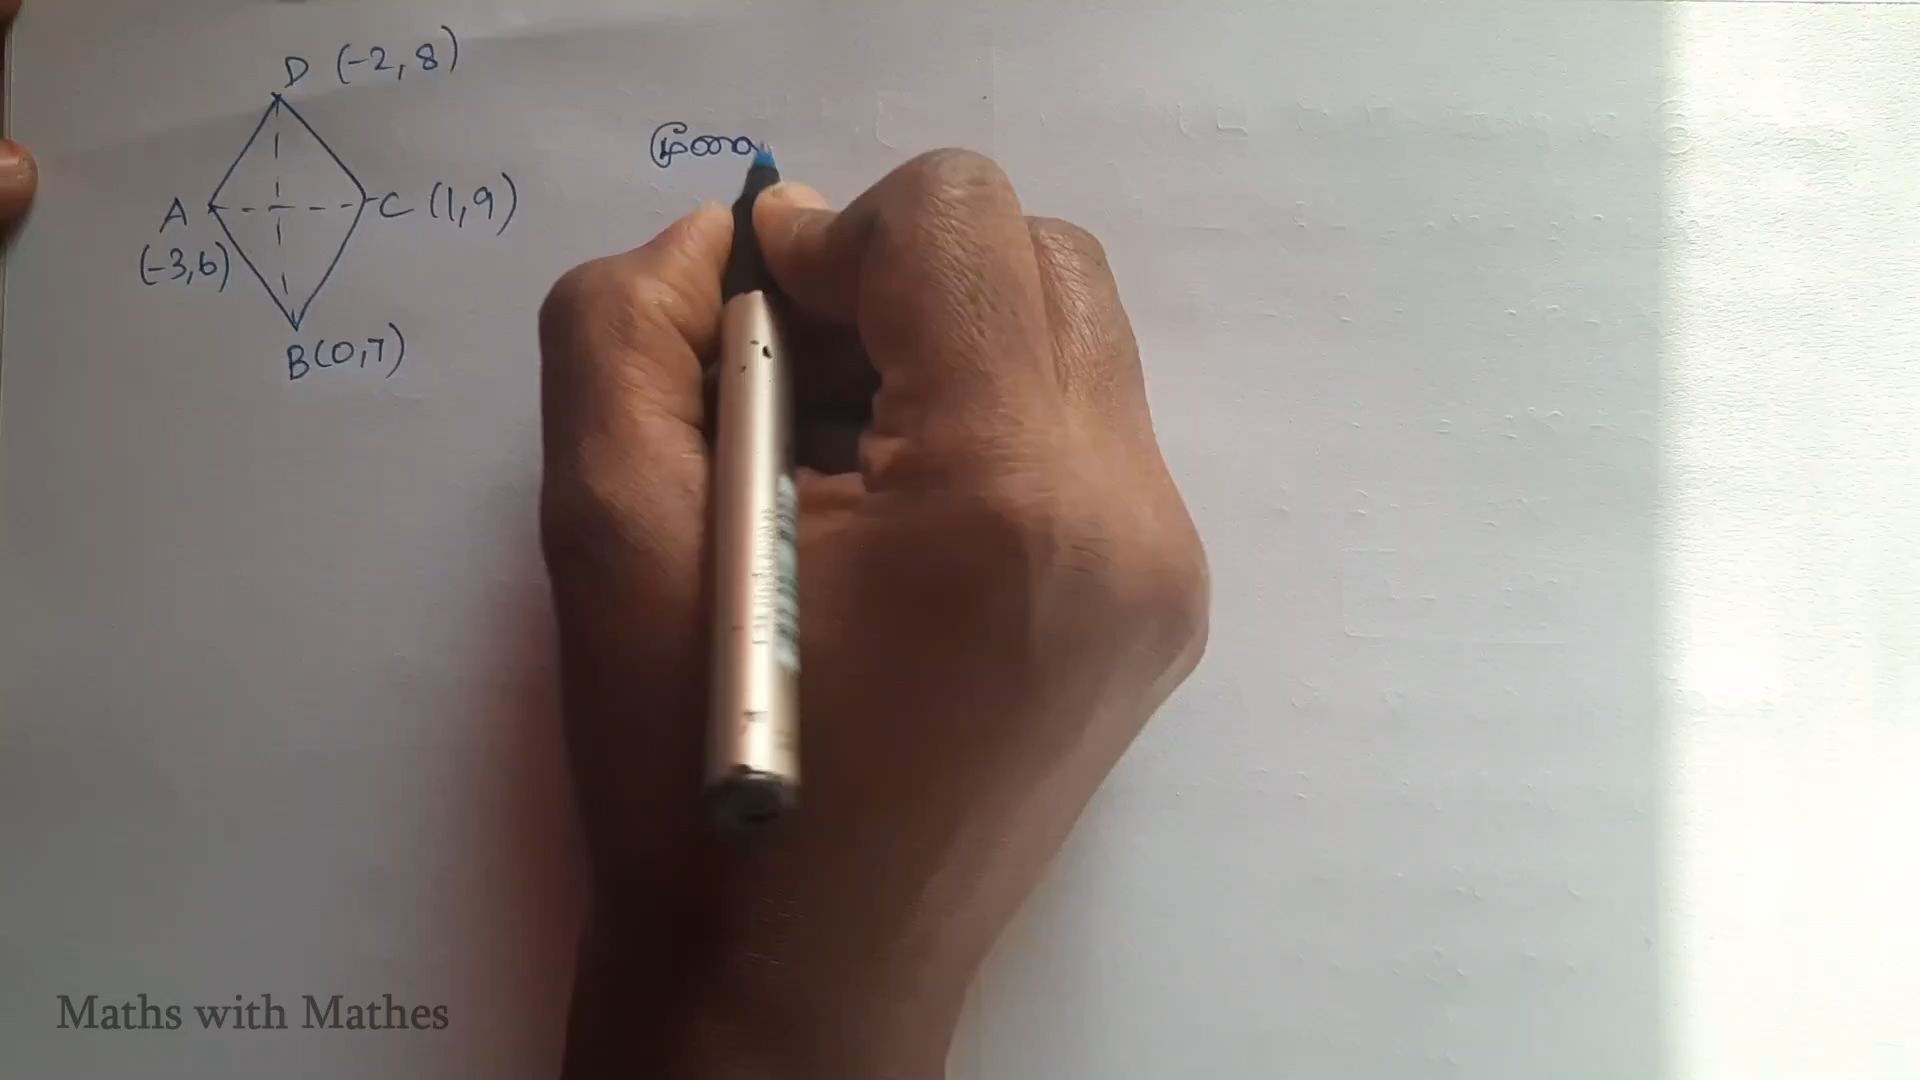 D (-2, 8)
A
C (1,9)
(-3,6)
B(0,7)
Maths with Mathes